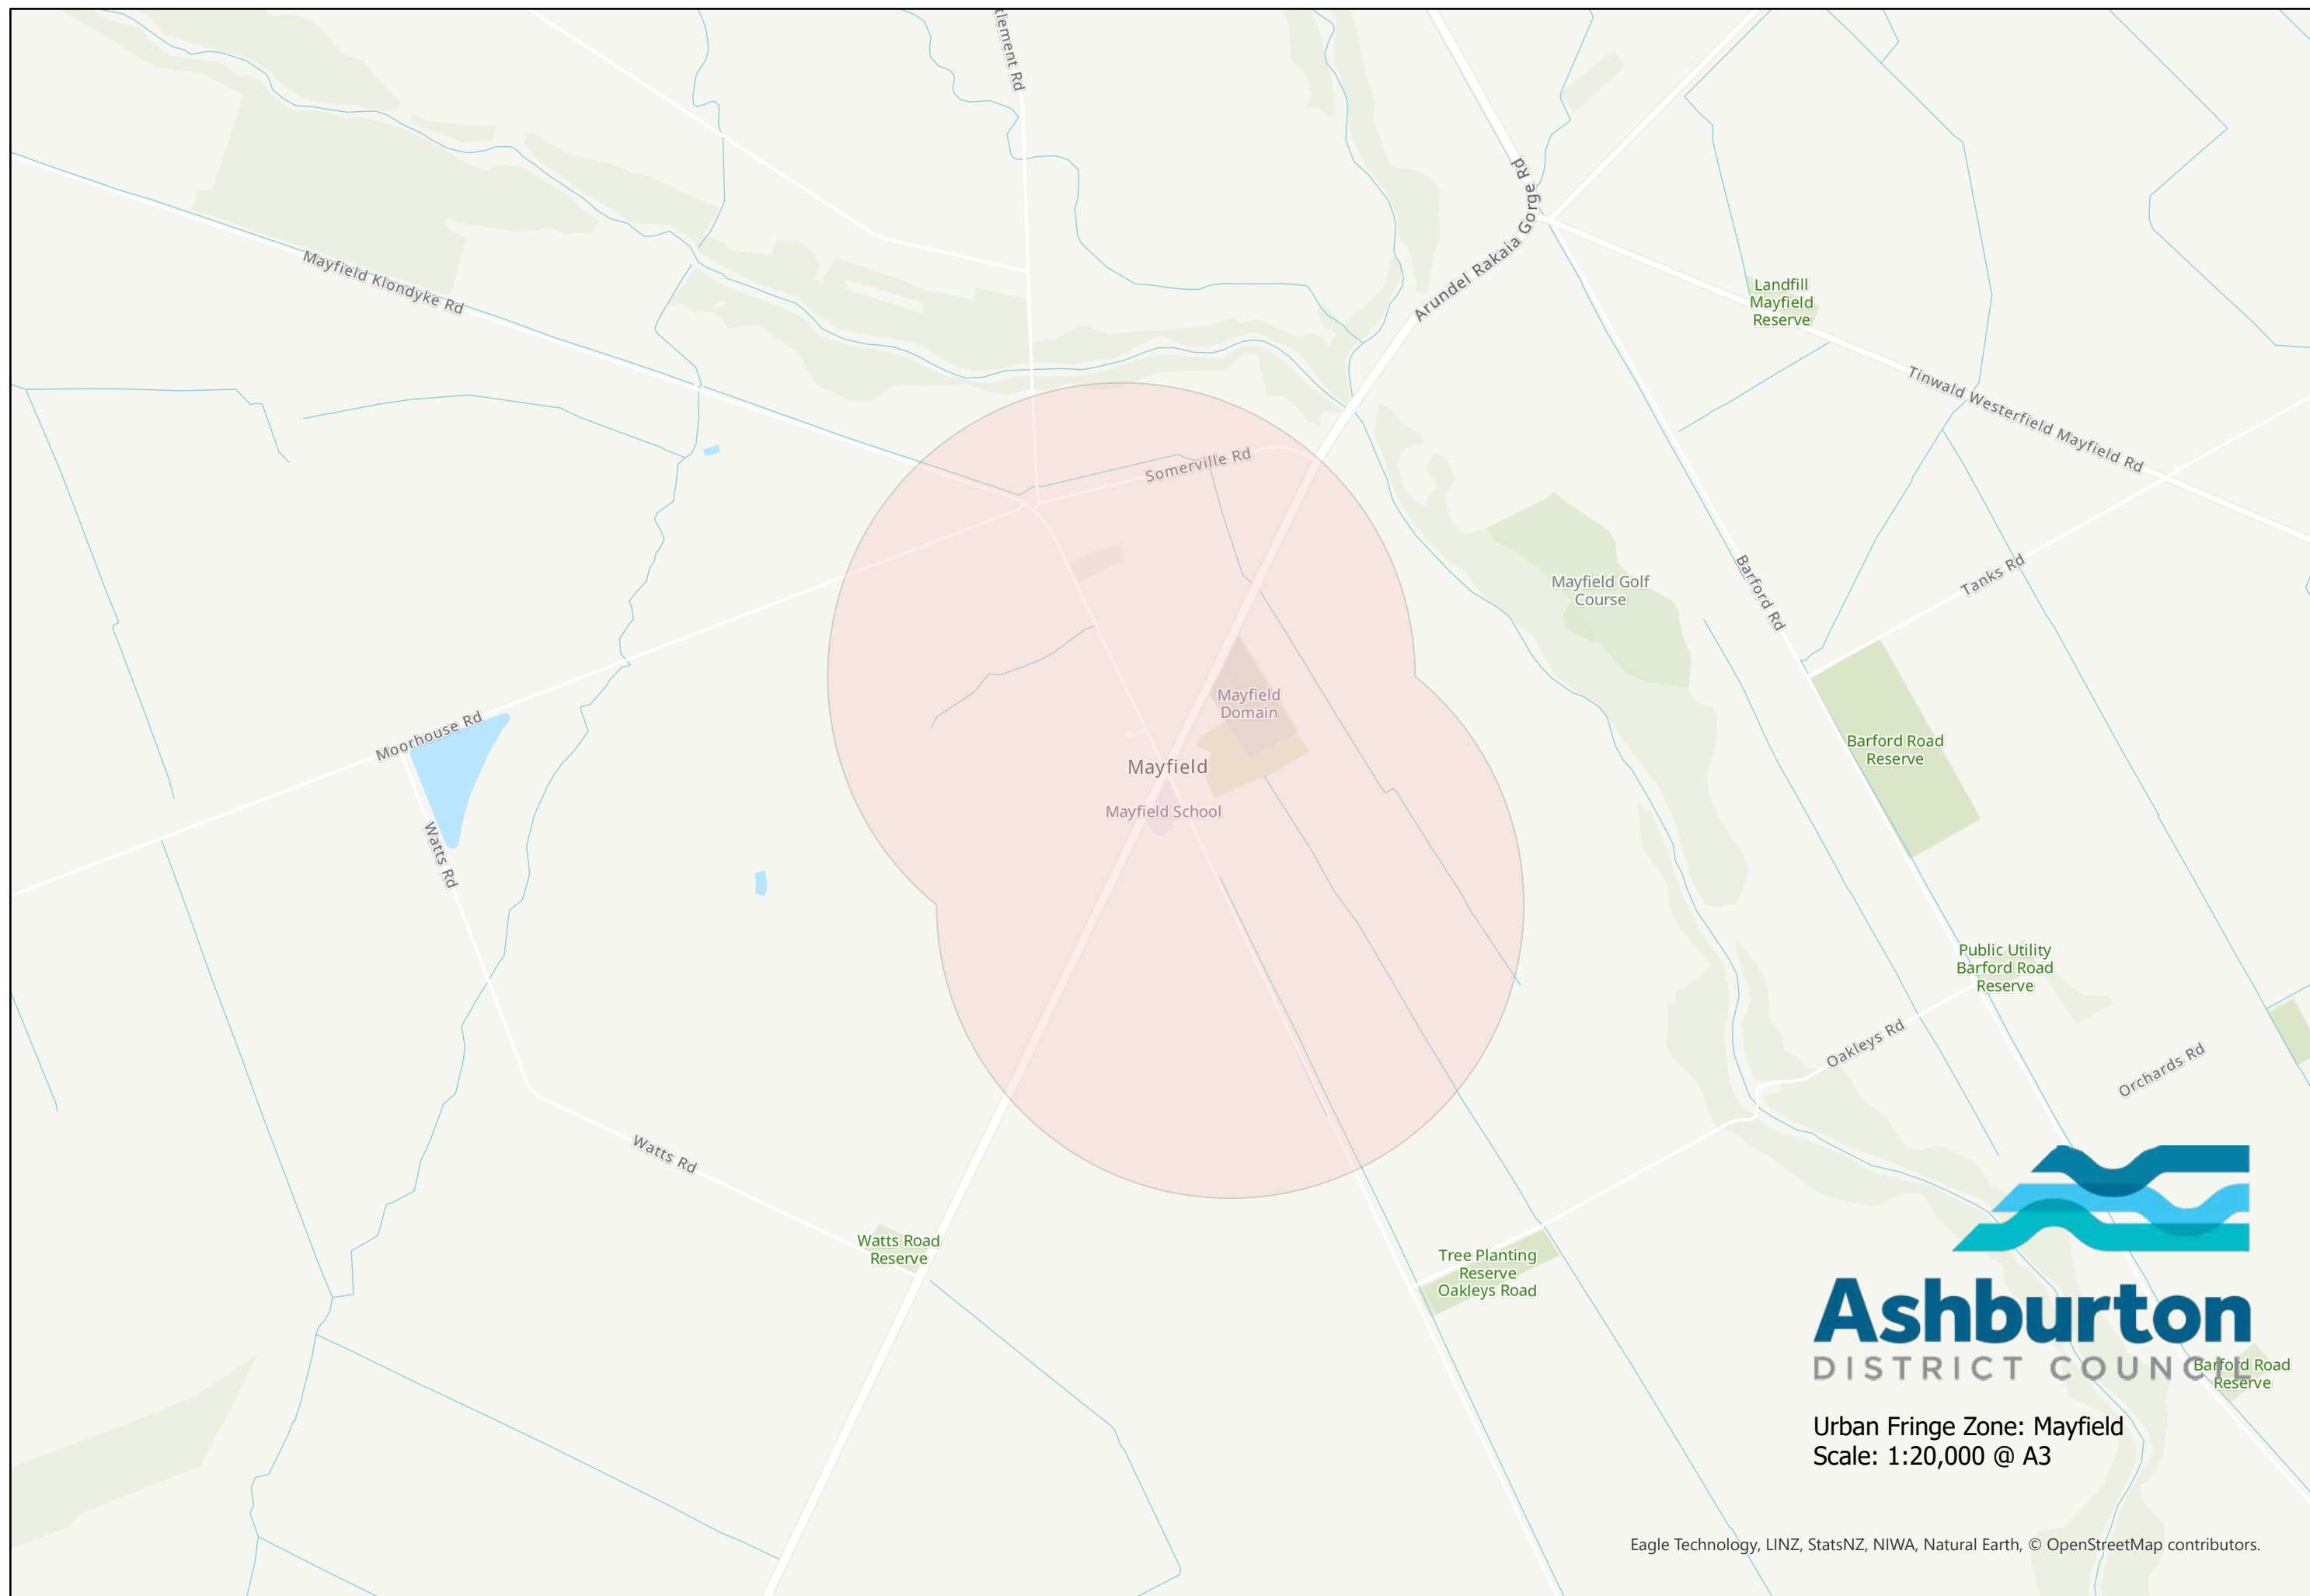 tlement Rd
Arundel Rakaia Gorge Rd
Mayfield Klondyke Rd
Landfill
Mayfield
Reserve
Tinwald Westerfield Mayfield Rd
Somerville Rd
Mayfield Golf
Course
Barford Rd
Tanks Rd
Mayfield
Domain
Moorhouse Rd
Barford Road
Reserve
Mayfield
Mayfield School
Watts Rd
Public Utility
Barford Road
Reserve
Oakleys Rd
Orchards Rd
Watts Rd
Watts Road
Reserve
Tree Planting
Reserve
Oakleys Road
Ashburton
DISTRICT COUNCIL
Barford Road
Reserve
Urban Fringe Zone: Mayfield
Scale: 1:20,000 @ A3
Eagle Technology, LINZ, StatsNZ, NIWA, Natural Earth, © OpenStreetMap contributors.